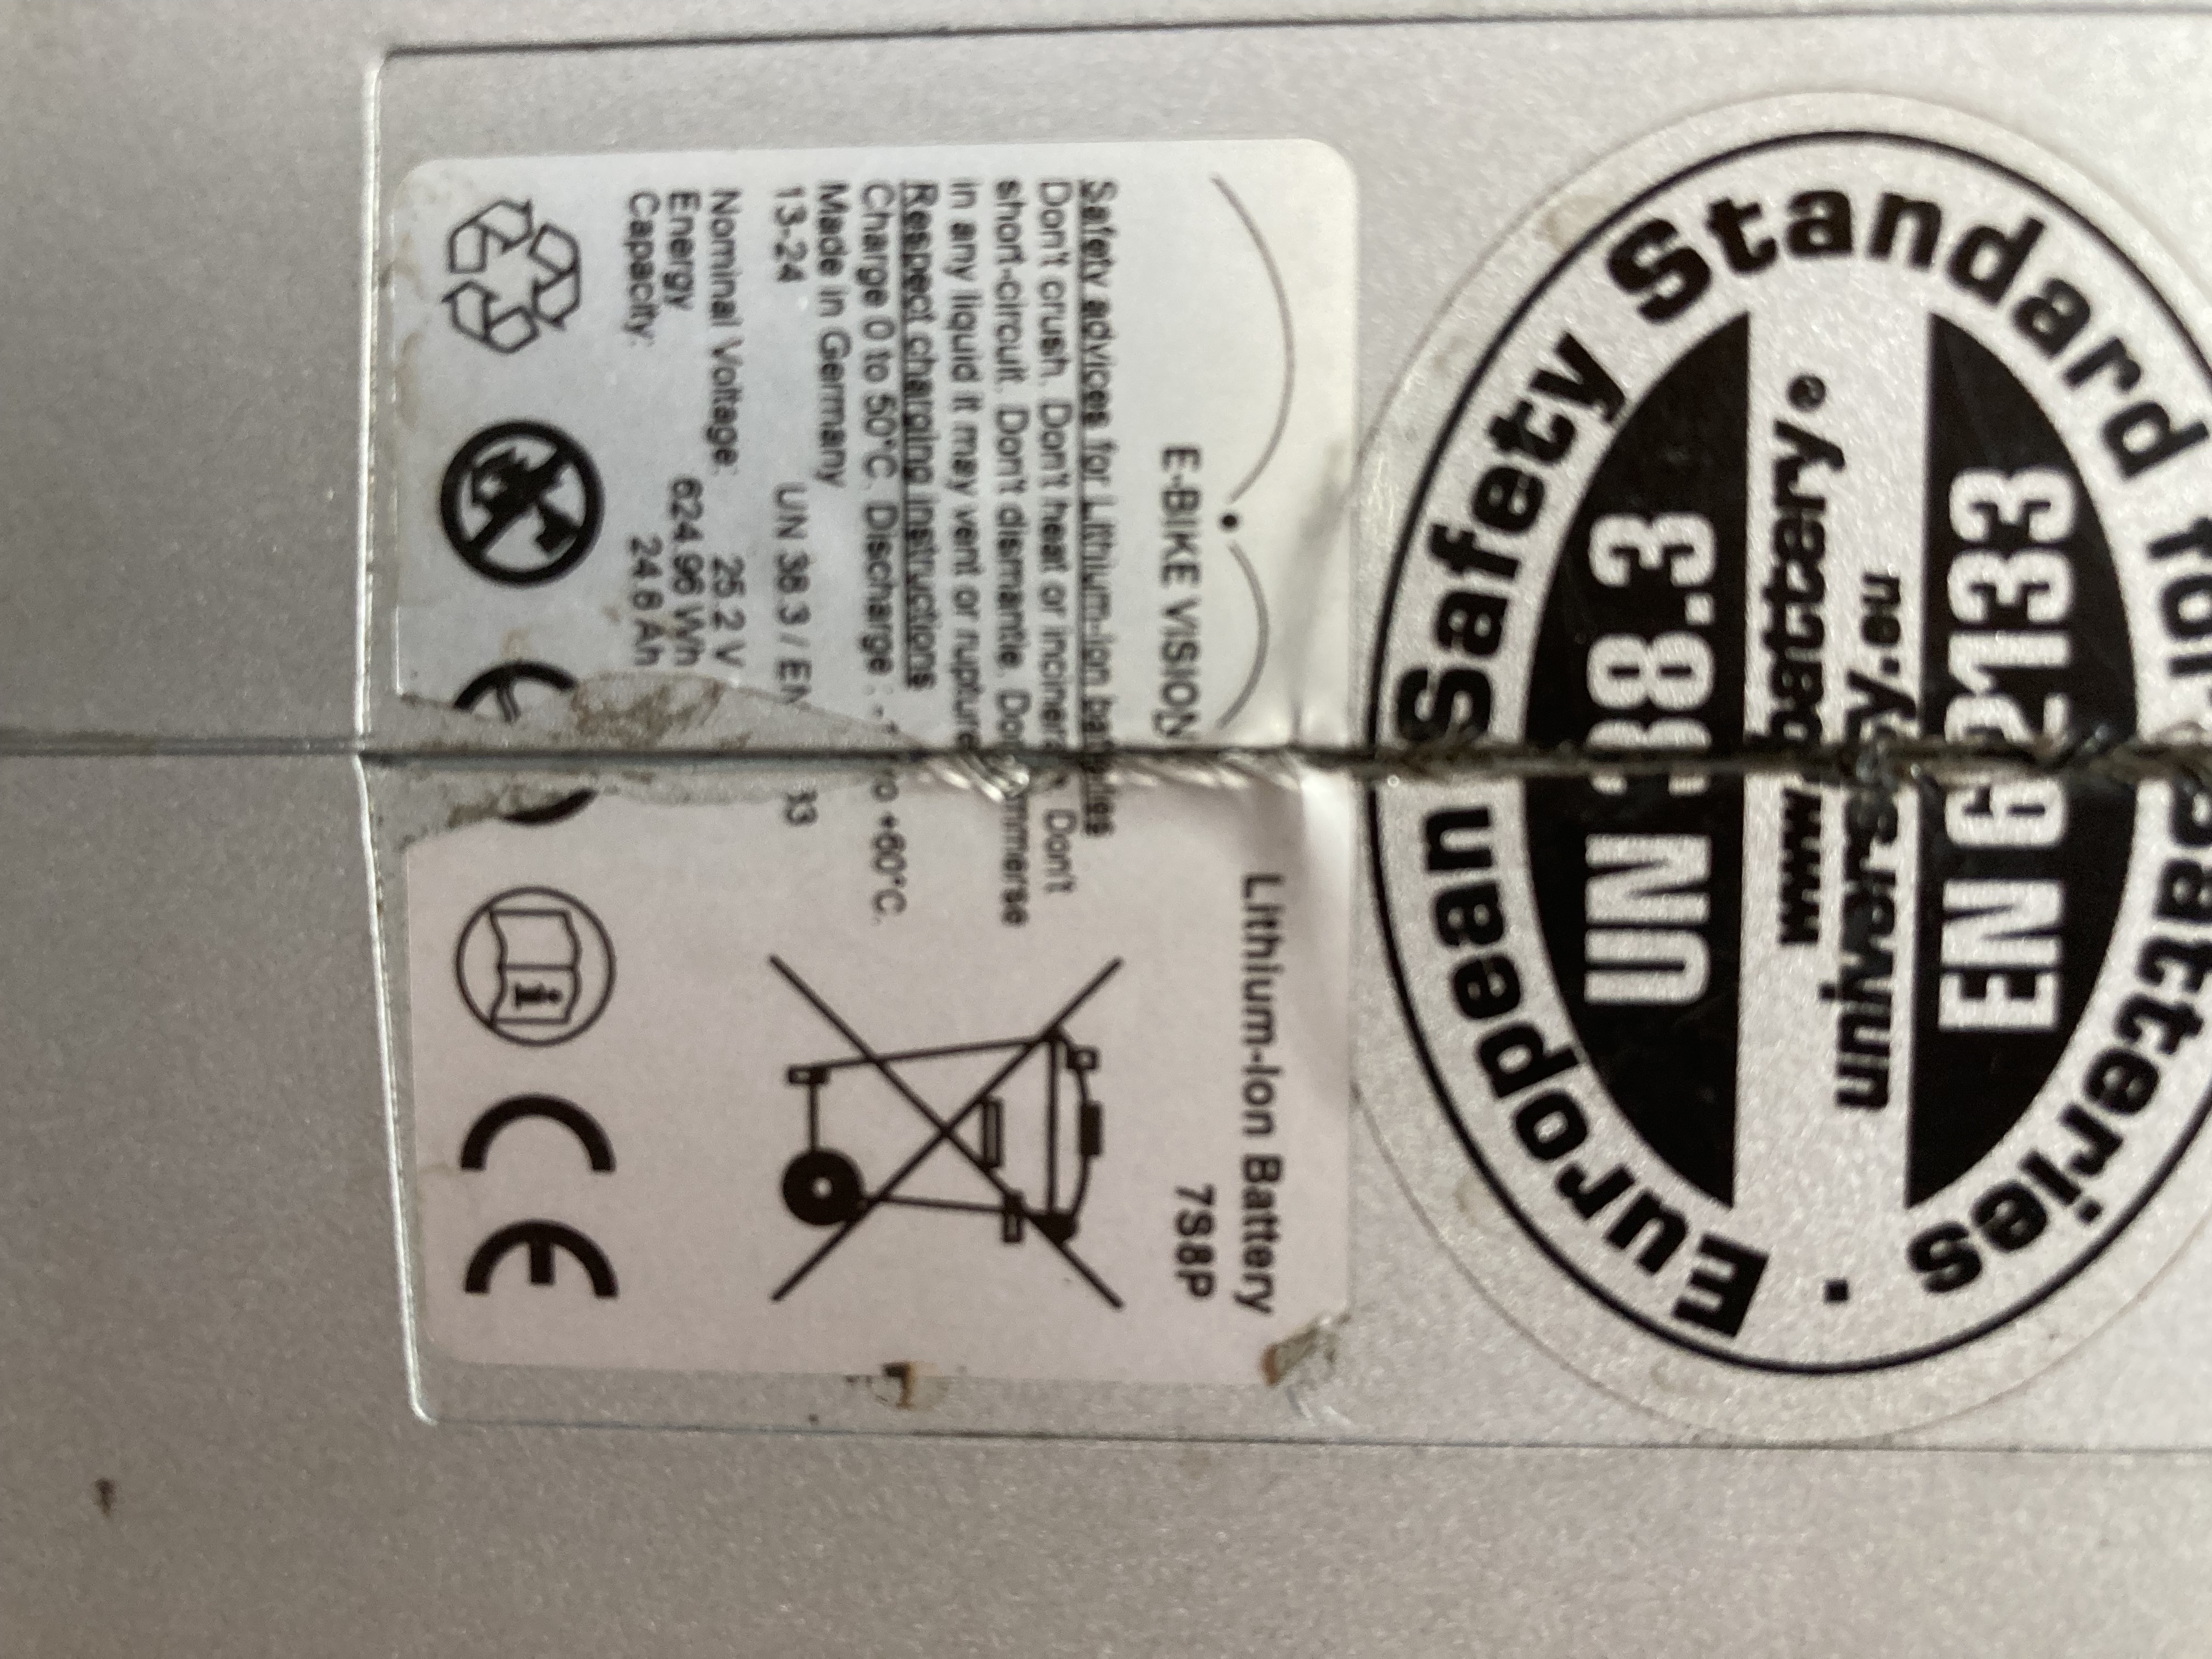 E-BIKE VISION
Lithium-Ion Battery
7S8P
Safety advices for Lithium-Ion batteries
Don't crush. Don't heat or incinerate. Don't
short-circuit. Don't dismantle. Don't immerse
in any liquid it may vent or rupture
Respect charging instructions
Charge 0 to 50°C. Discharge : - to +60°C.
Made in Germany
13-24 UN 38.3 / EN 33
Nominal Voltage: 25.2 V
Energy 624.96 Wh
Capacity: 24.8 Ah
CE
European Safety Standard for Batteries
UN 38.3
www.battery®
university.eu
EN 62133